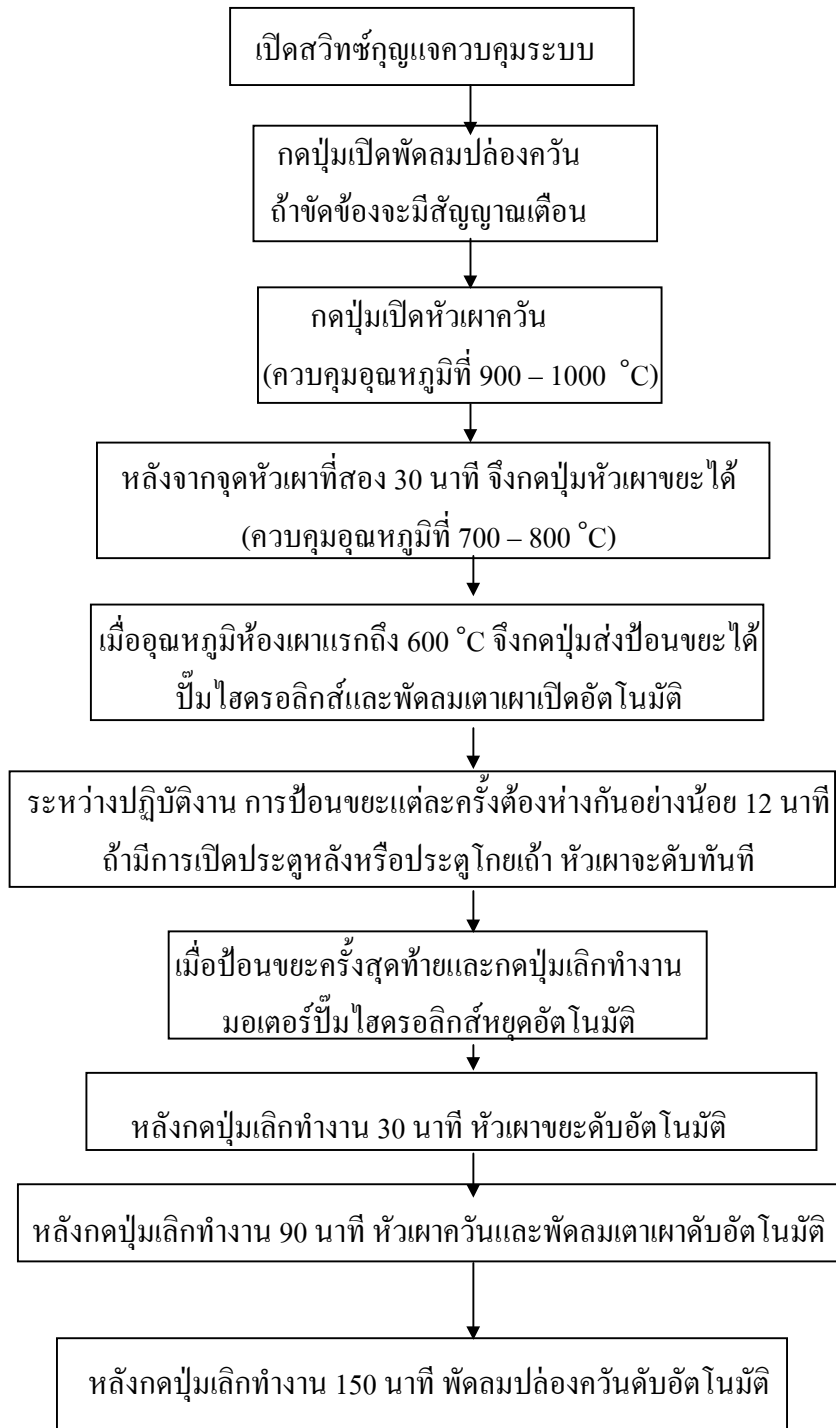 เปิดสวิทซ์กุญแจควบคุมระบบ
กดปุ่มเปิดพัดลมปล่องควัน
ถ้าขัดข้องจะมีสัญญาณเตือน
กดปุ่มเปิดหัวเผาควัน
(ควบคุมอุณหภูมิที่ 900 – 1000 °C)
หลังจากจุดหัวเผาที่สอง 30 นาที จึงกดปุ่มหัวเผาขยะได้
(ควบคุมอุณหภูมิที่ 700 – 800 °C)
เมื่ออุณหภูมิห้องเผาแรกถึง 600 °C จึงกดปุ่มส่งป้อนขยะได้
ปั๊มไฮดรอลิกส์และพัดลมเตาเผาเปิดอัตโนมัติ
ระหว่างปฏิบัติงาน การป้อนขยะแต่ละครั้งต้องห่างกันอย่างน้อย 12 นาที
ถ้ามีการเปิดประตูหลังหรือประตูโกยเถ้า หัวเผาจะดับทันที
เมื่อป้อนขยะครั้งสุดท้ายและกดปุ่มเลิกทำงาน
มอเตอร์ปั๊มไฮดรอลิกส์หยุดอัตโนมัติ
หลังกดปุ่มเลิกทำงาน 30 นาที หัวเผาขยะดับอัตโนมัติ
หลังกดปุ่มเลิกทำงาน 90 นาที หัวเผาควันและพัดลมเตาเผาดับอัตโนมัติ
หลังกดปุ่มเลิกทำงาน 150 นาที พัดลมปล่องควันดับอัตโนมัติ